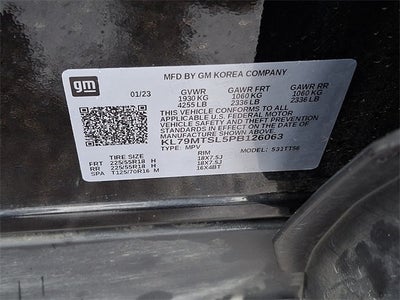 gm
MFD BY GM KOREA COMPANY
01/23 GVWR GAWR FRT GAWR RR
1930 KG 1060 KG 1060 KG
4255 LB 2336 LB 2336 LB
THIS VEHICLE CONFORMS TO ALL
APPLICABLE U.S. FEDERAL MOTOR
VEHICLE SAFETY AND THEFT
PREVENTION STANDARDS IN
EFFECT ON THE DATE OF
MANUFACTURE SHOWN ABOVE.
KL79MTSL5PB126063
TYPE: MPV MODEL: 531TT56
TIRE SIZE RIM
FRT 225/55R18 H 18X7.5J
RR 225/55R18 H 18X7.5J
SPA T125/70R16 M 16X4BT